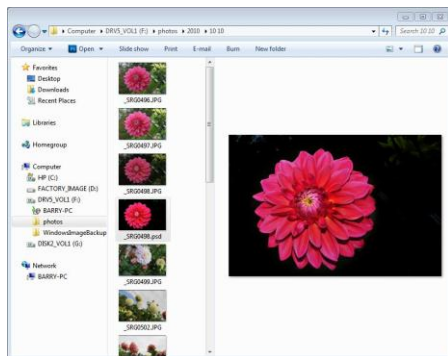 Computer ▸ DRV5_VOL1 (F:) ▸ photos ▸ 2010 ▸ 10 10
Search 10 10
Organize ▾ Open ▾ Slide show Print E-mail Burn New folder
Favorites
Desktop
Downloads
Recent Places
Libraries
Homegroup
Computer
HP (C:)
FACTORY_IMAGE (D:)
DRV5_VOL1 (F:)
BARRY-PC
photos
WindowsImageBackup
DISK2_VOL1 (G:)
Network
BARRY-PC
_SRG0496.JPG
_SRG0497.JPG
_SRG0498.JPG
_SRG0498.psd
_SRG0499.JPG
_SRG0502.JPG